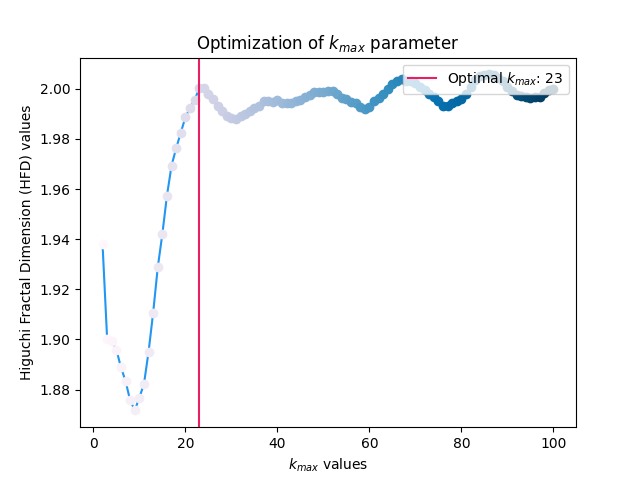 Optimization of $k_{max}$ parameter
Optimal $k_{max}$: 23
Higuchi Fractal Dimension (HFD) values
2.00
1.98
1.96
1.94
1.92
1.90
1.88
0 20 40 60 80 100
$k_{max}$ values